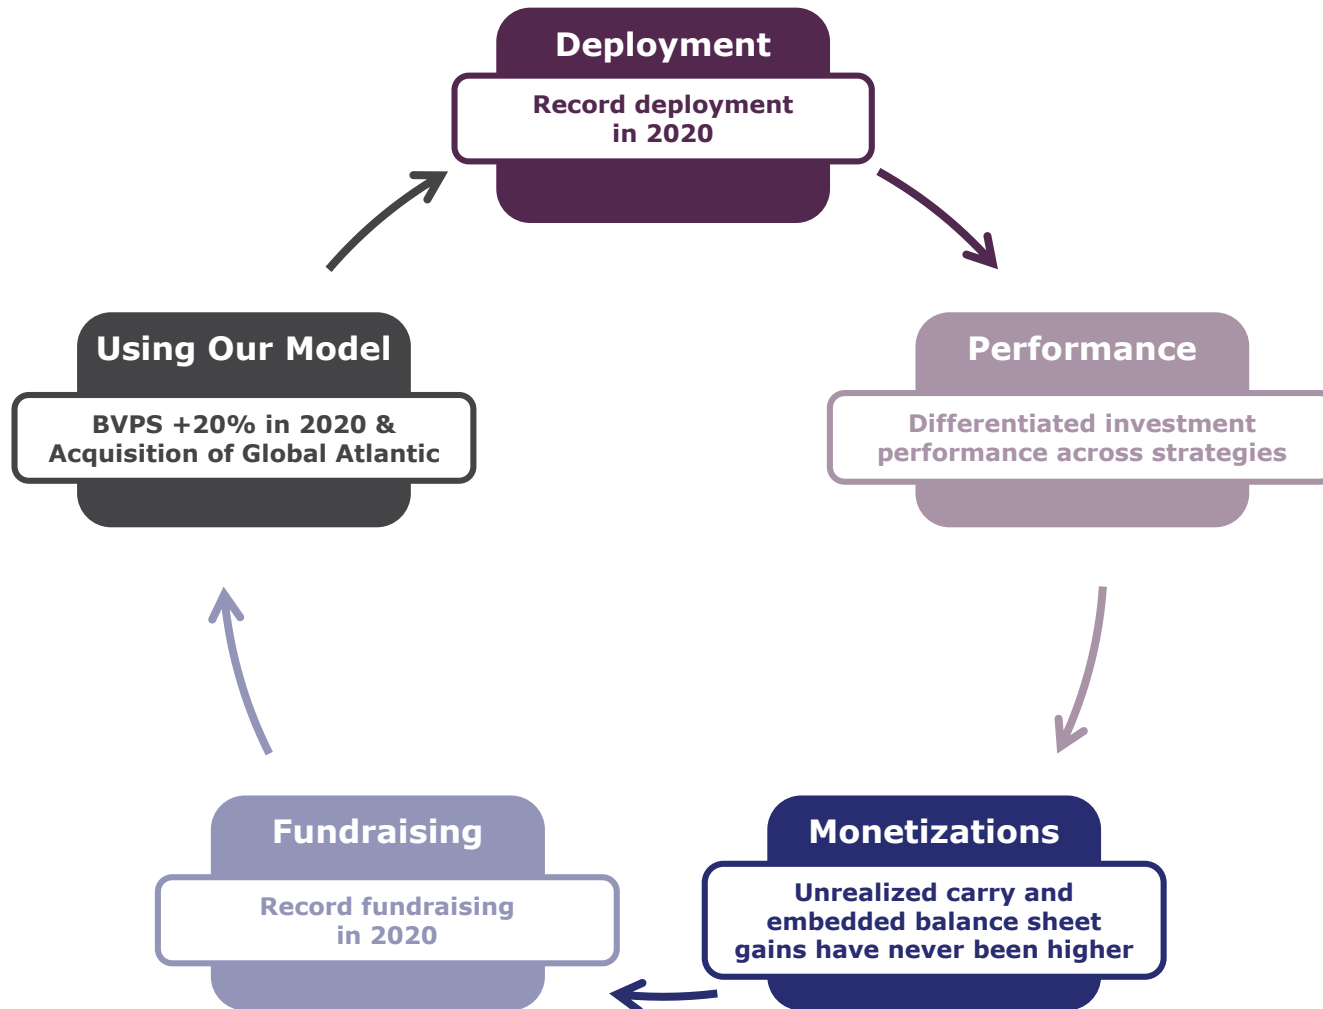 Deployment
Record deployment
in 2020
Using Our Model
BVPS +20% in 2020 &
Acquisition of Global Atlantic
Performance
Differentiated investment
performance across strategies
Fundraising
Record fundraising
in 2020
Monetizations
Unrealized carry and
embedded balance sheet
gains have never been higher